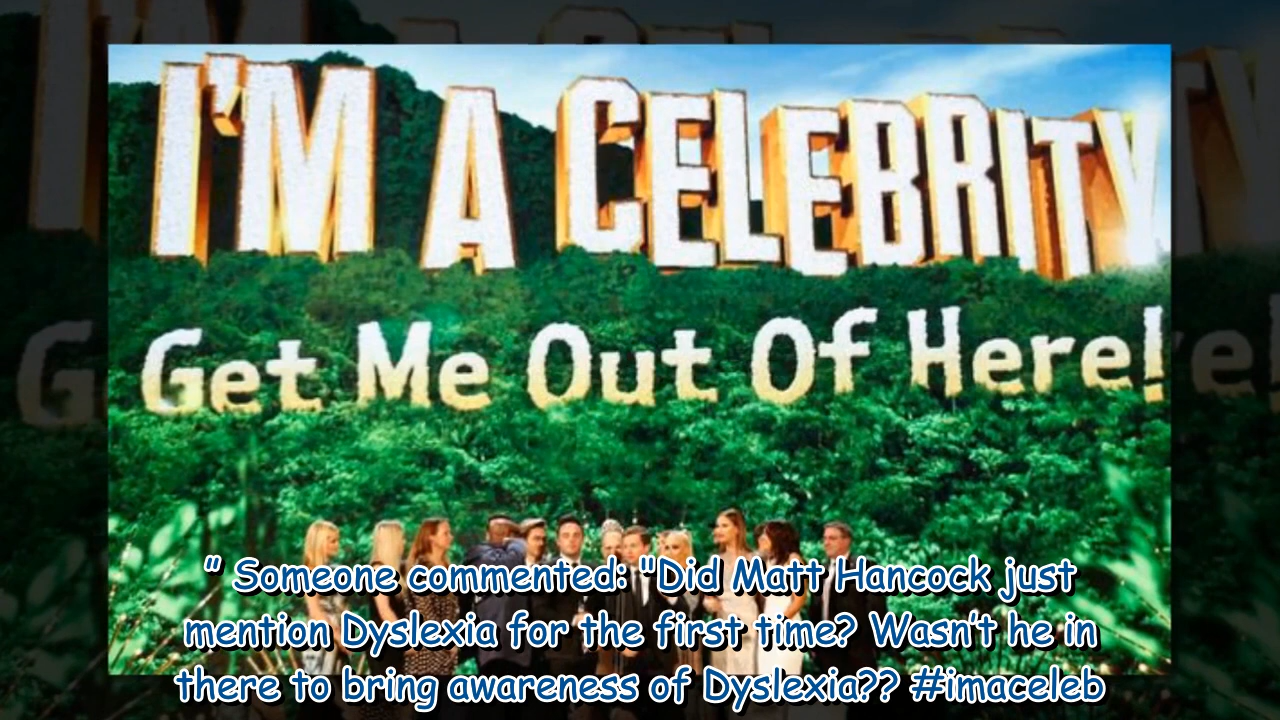 I'M A CELEBRITY
Get Me Out Of Here!
” Someone commented: "Did Matt Hancock just
mention Dyslexia for the first time? Wasn’t he in
there to bring awareness of Dyslexia?? #imaceleb